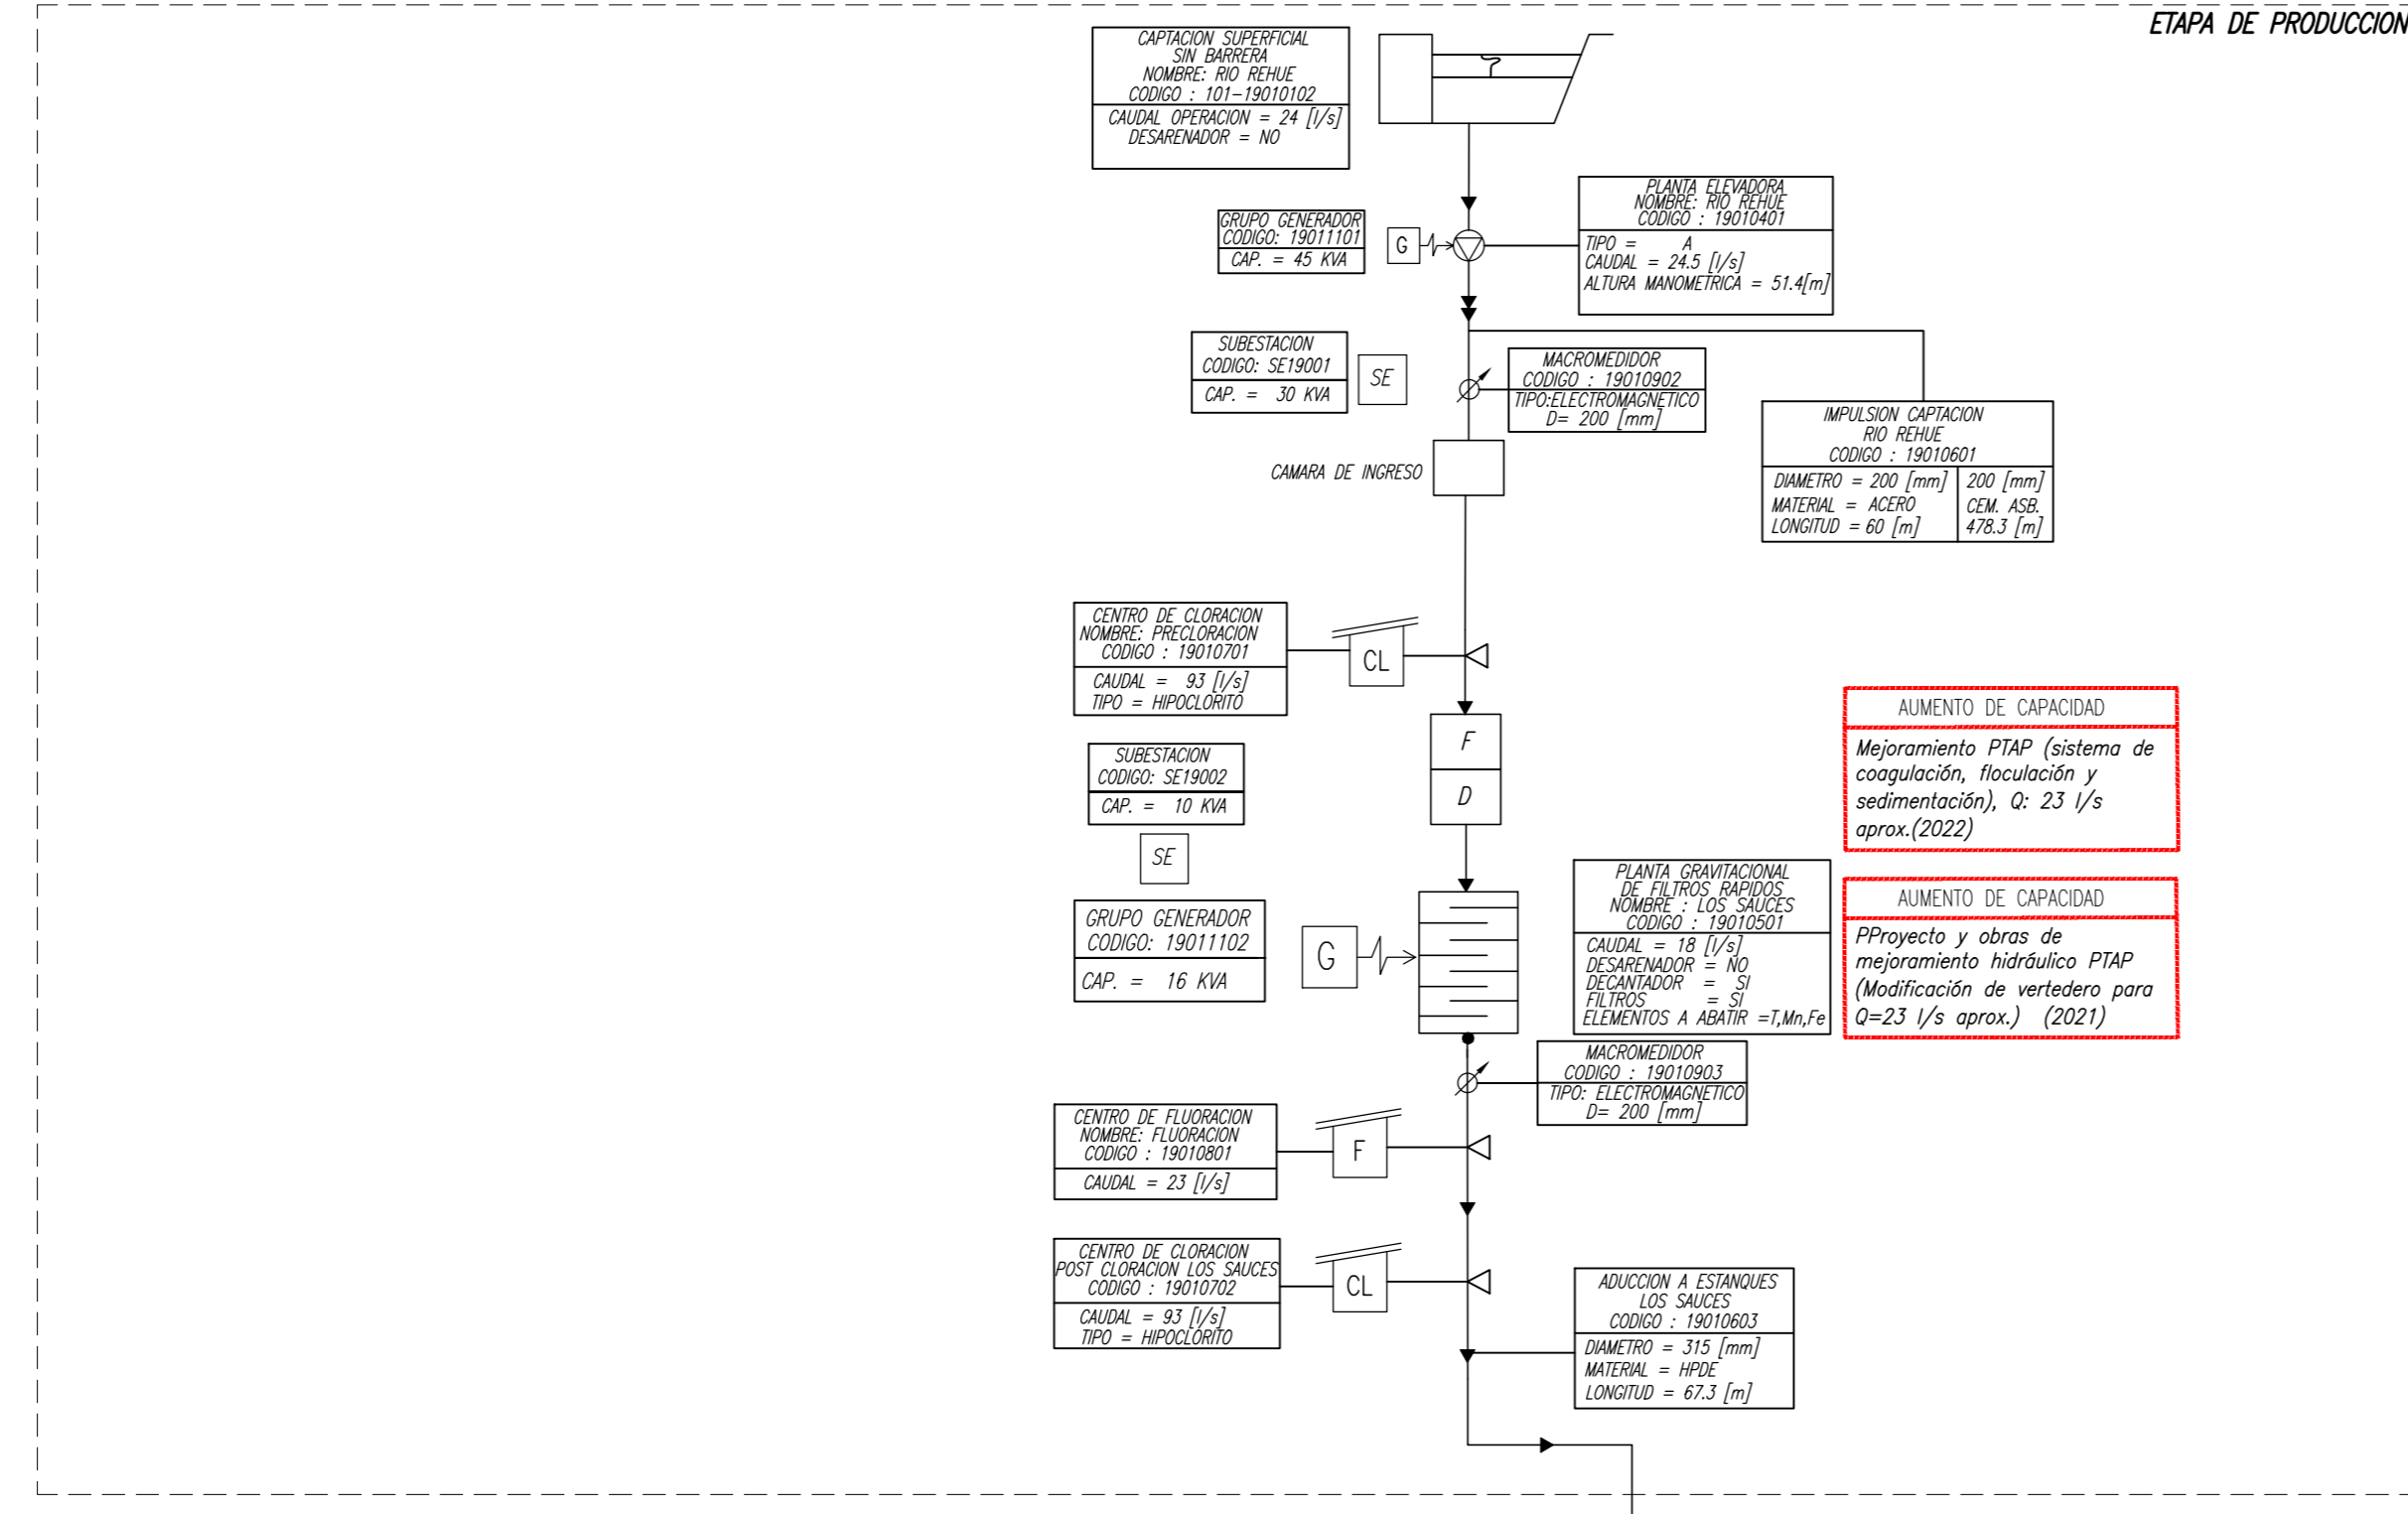 ETAPA DE PRODUCCION
CAPTACION SUPERFICIAL
SIN BARRERA
NOMBRE: RIO REHUE
CODIGO : 101-19010102
CAUDAL OPERACION = 24 [l/s]
DESARENADOR = NO
PLANTA ELEVADORA
NOMBRE: RIO REHUE
CODIGO : 19010401
TIPO = A
CAUDAL = 24.5 [l/s]
ALTURA MANOMETRICA = 51.4[m]
GRUPO GENERADOR
CODIGO: 19011101
CAP. = 45 KVA
G
SUBESTACION
CODIGO: SE19001
CAP. = 30 KVA
SE
MACROMEDIDOR
CODIGO : 19010902
TIPO:ELECTROMAGNETICO
D= 200 [mm]
IMPULSION CAPTACION
RIO REHUE
CODIGO : 19010601
DIAMETRO = 200 [mm] 200 [mm]
MATERIAL = ACERO CEM. ASB.
LONGITUD = 60 [m] 478.3 [m]
CAMARA DE INGRESO
CENTRO DE CLORACION
NOMBRE: PRECLORACION
CODIGO : 19010701
CAUDAL = 93 [l/s]
TIPO = HIPOCLORITO
CL
F
D
AUMENTO DE CAPACIDAD
Mejoramiento PTAP (sistema de
coagulación, floculación y
sedimentación), Q: 23 l/s
aprox.(2022)
SUBESTACION
CODIGO: SE19002
CAP. = 10 KVA
SE
GRUPO GENERADOR
CODIGO: 19011102
CAP. = 16 KVA
G
PLANTA GRAVITACIONAL
DE FILTROS RAPIDOS
NOMBRE : LOS SAUCES
CODIGO : 19010501
CAUDAL = 18 [l/s]
DESARENADOR = NO
DECANTADOR = SI
FILTROS = SI
ELEMENTOS A ABATIR =T,Mn,Fe
AUMENTO DE CAPACIDAD
PProyecto y obras de
mejoramiento hidráulico PTAP
(Modificación de vertedero para
Q=23 l/s aprox.) (2021)
MACROMEDIDOR
CODIGO : 19010903
TIPO: ELECTROMAGNETICO
D= 200 [mm]
CENTRO DE FLUORACION
NOMBRE: FLUORACION
CODIGO : 19010801
CAUDAL = 23 [l/s]
F
CENTRO DE CLORACION
POST CLORACION LOS SAUCES
CODIGO : 19010702
CAUDAL = 93 [l/s]
TIPO = HIPOCLORITO
CL
ADUCCION A ESTANQUES
LOS SAUCES
CODIGO : 19010603
DIAMETRO = 315 [mm]
MATERIAL = HPDE
LONGITUD = 67.3 [m]